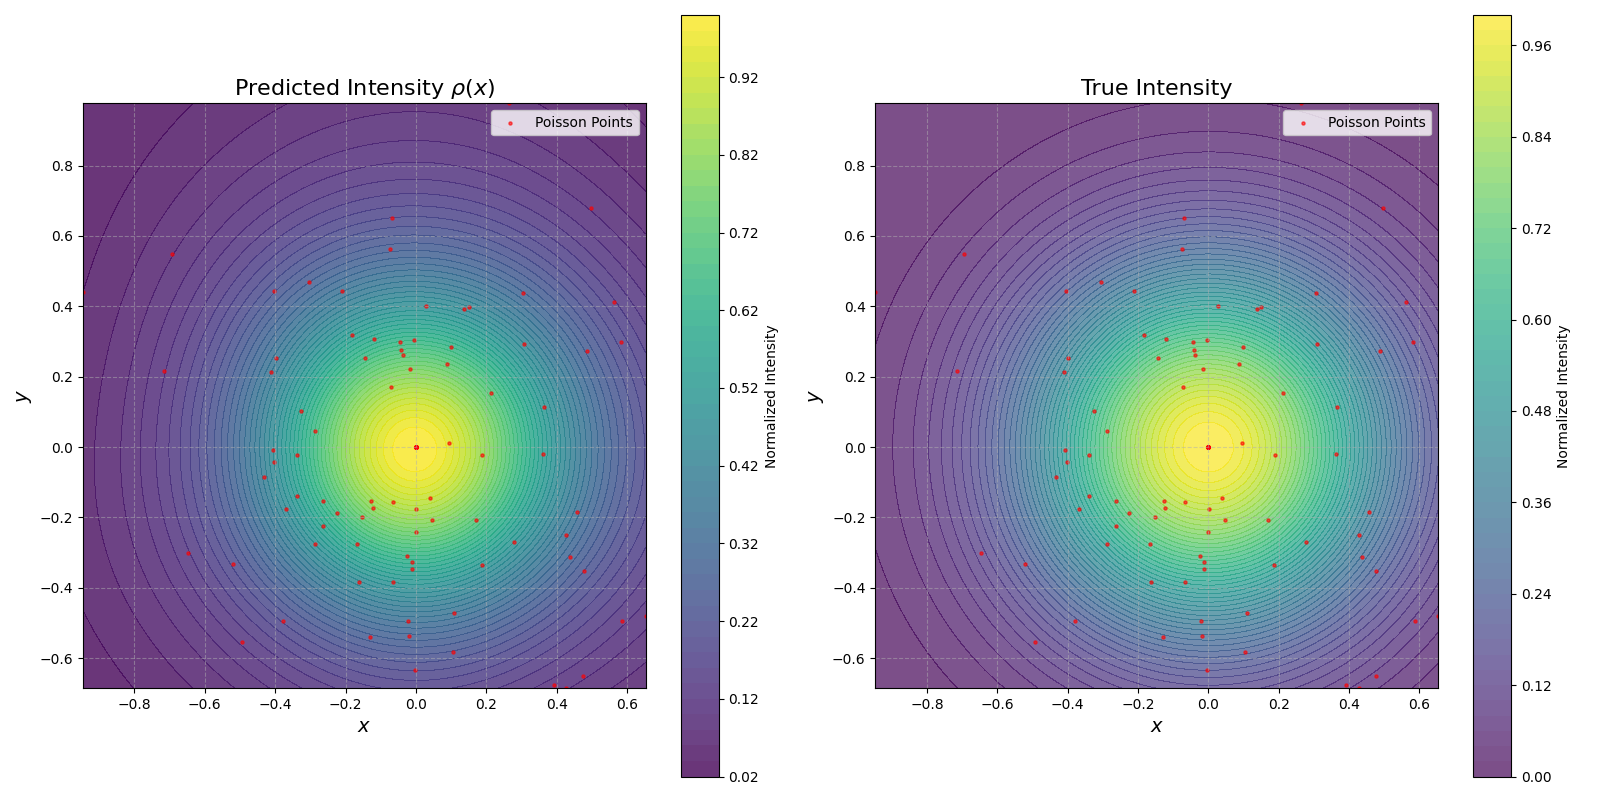 Predicted Intensity ρ(x)
Poisson Points
0.8
0.6
0.4
0.2
0.0
−0.2
−0.4
−0.6
y
−0.8 −0.6 −0.4 −0.2 0.0 0.2 0.4 0.6
x
0.92
0.82
0.72
0.62
0.52
0.42
0.32
0.22
0.12
0.02
Normalized Intensity
True Intensity
Poisson Points
0.8
0.6
0.4
0.2
0.0
−0.2
−0.4
−0.6
y
−0.8 −0.6 −0.4 −0.2 0.0 0.2 0.4 0.6
x
0.96
0.84
0.72
0.60
0.48
0.36
0.24
0.12
0.00
Normalized Intensity